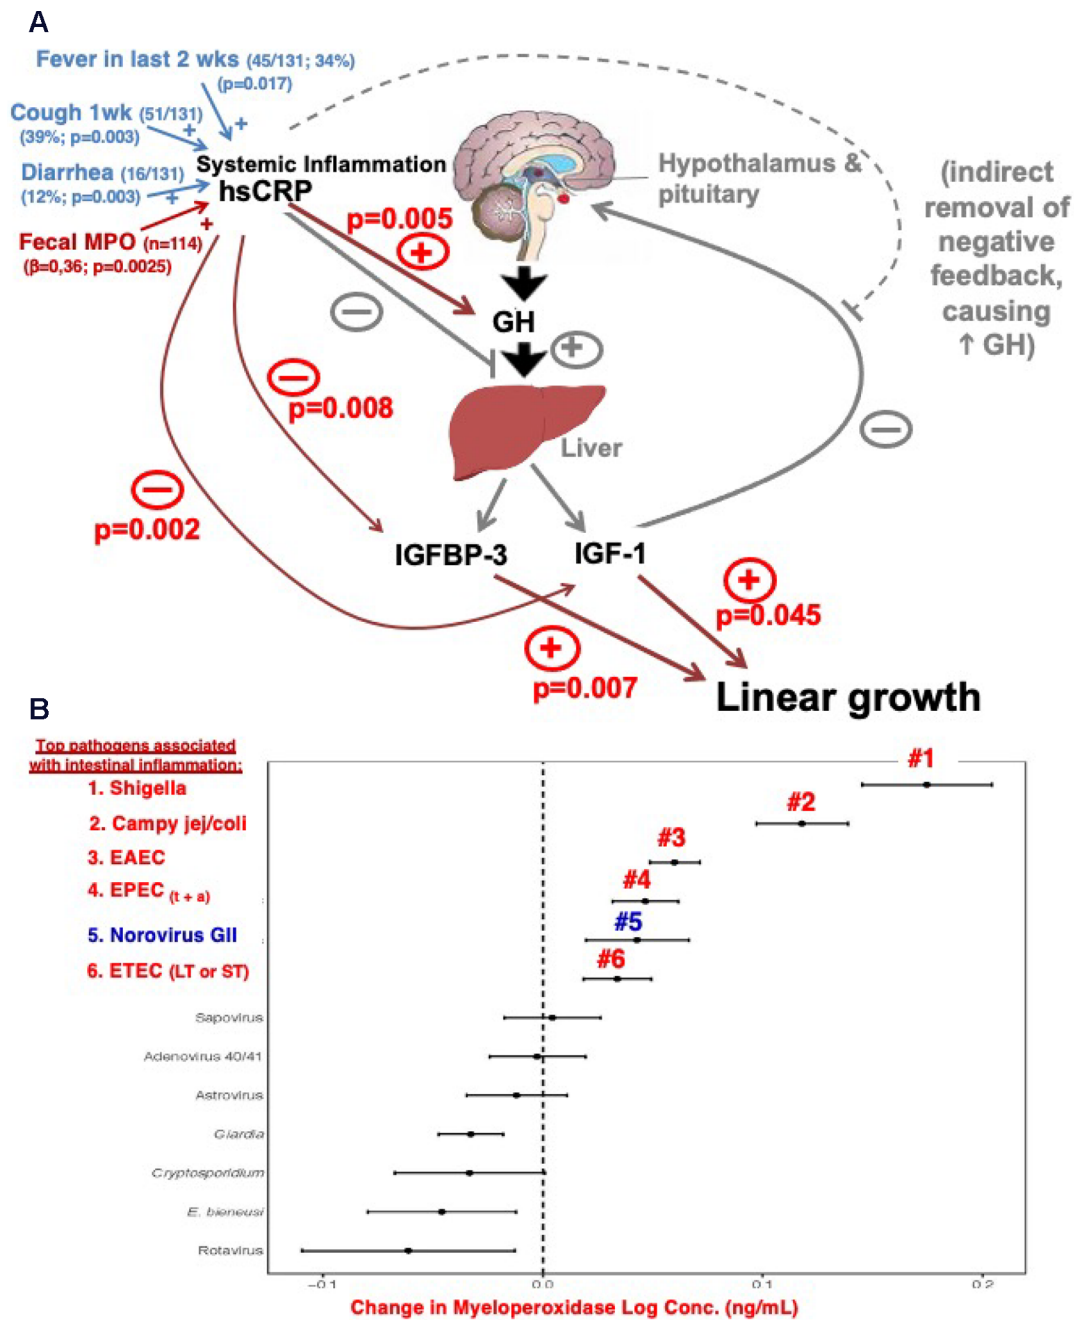 A
Fever in last 2 wks (45/131; 34%)
(p=0.017)
Cough 1wk (51/131)
(39%; p=0.003)
+
+
Systemic Inflammation
hsCRP
Diarrhea (16/131)
(12%; p=0.003)
+
+
Fecal MPO (n=114)
(β=0,36; p=0.0025)
p=0.005
+
Hypothalamus &
pituitary
(indirect
removal of
negative
feedback,
causing
↑ GH)
−
GH
+
−
p=0.008
−
Liver
−
p=0.002
IGFBP-3
IGF-1
+
p=0.045
+
p=0.007
Linear growth
B
Top pathogens associated
with intestinal inflammation:
#1
1. Shigella
#2
2. Campy jej/coli
#3
3. EAEC
#4
4. EPEC (t + a)
#5
5. Norovirus GII
#6
6. ETEC (LT or ST)
Sapovirus
Adenovirus 40/41
Astrovirus
Giardia
Cryptosporidium
E. bieneusi
Rotavirus
−0.1 0.0 0.1 0.2
Change in Myeloperoxidase Log Conc. (ng/mL)